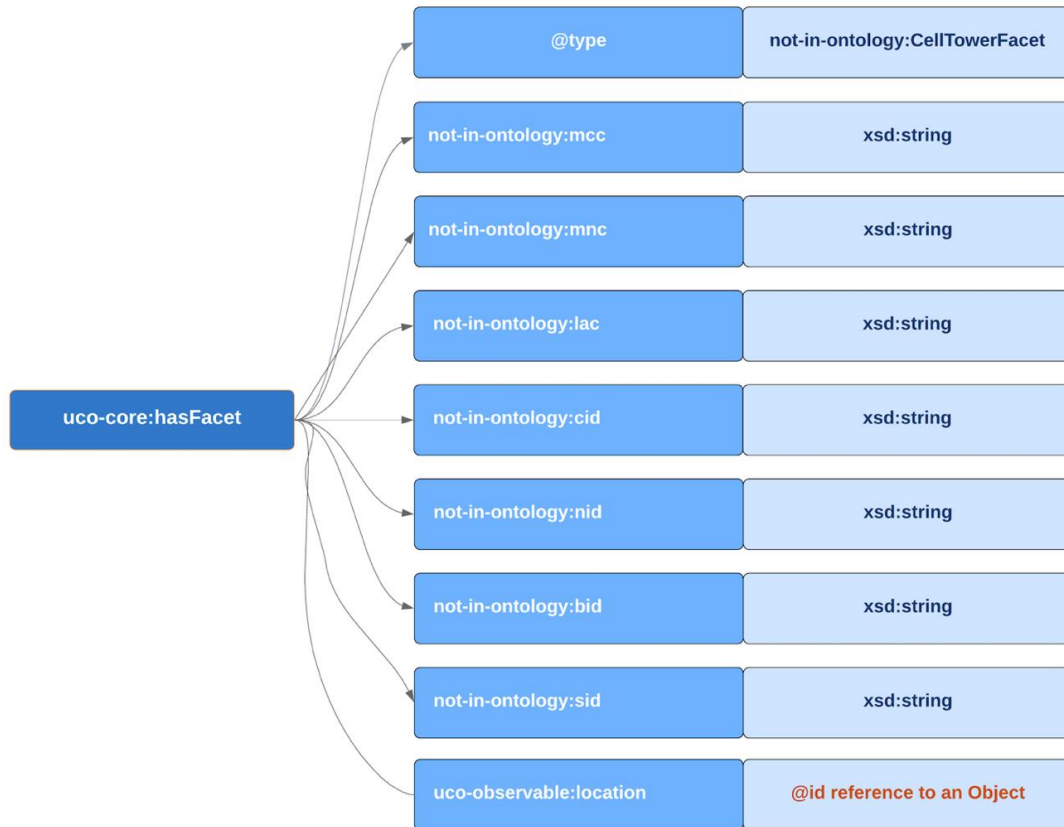 @type not-in-ontology:CellTowerFacet
not-in-ontology:mcc xsd:string
not-in-ontology:mnc xsd:string
not-in-ontology:lac xsd:string
uco-core:hasFacet
not-in-ontology:cid xsd:string
not-in-ontology:nid xsd:string
not-in-ontology:bid xsd:string
not-in-ontology:sid xsd:string
uco-observable:location @id reference to an Object